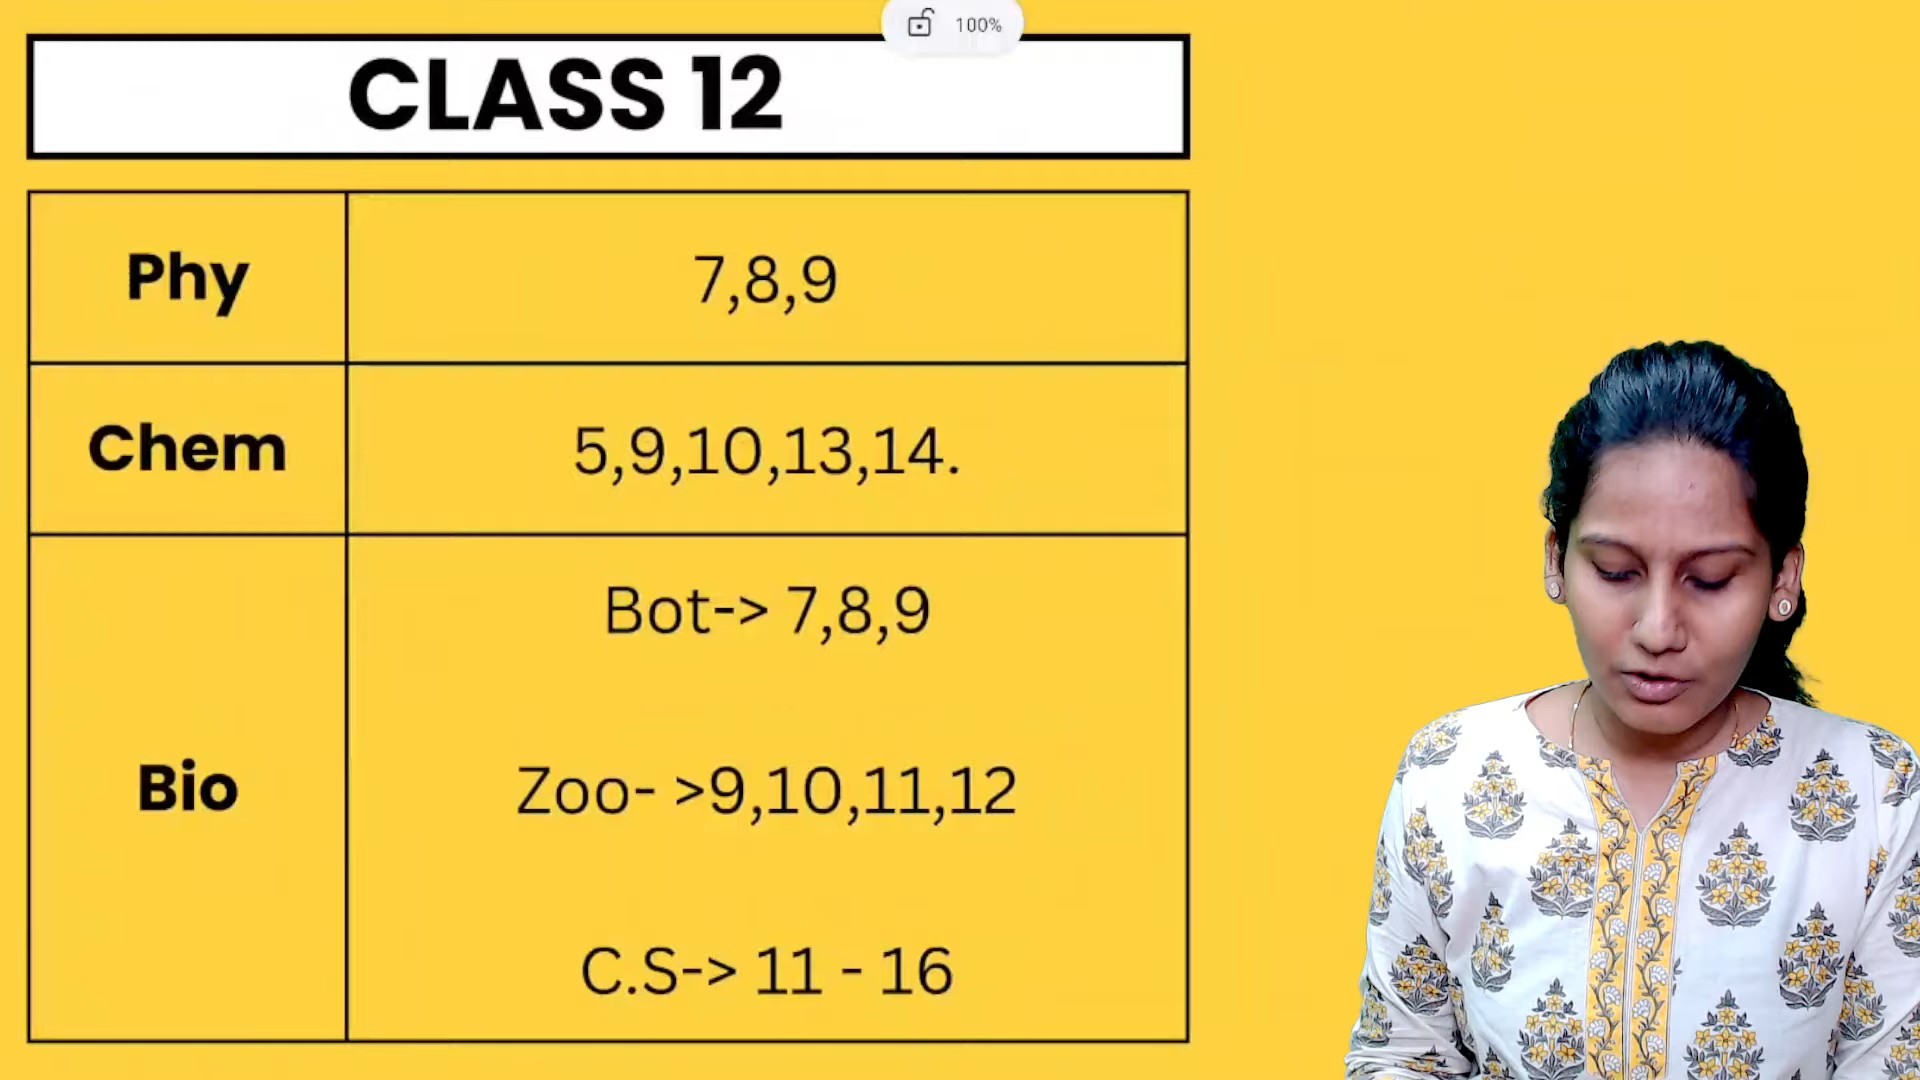 100%
CLASS 12
Phy
7,8,9
Chem
5,9,10,13,14.
Bio
Bot-> 7,8,9
Zoo- >9,10,11,12
C.S-> 11 - 16